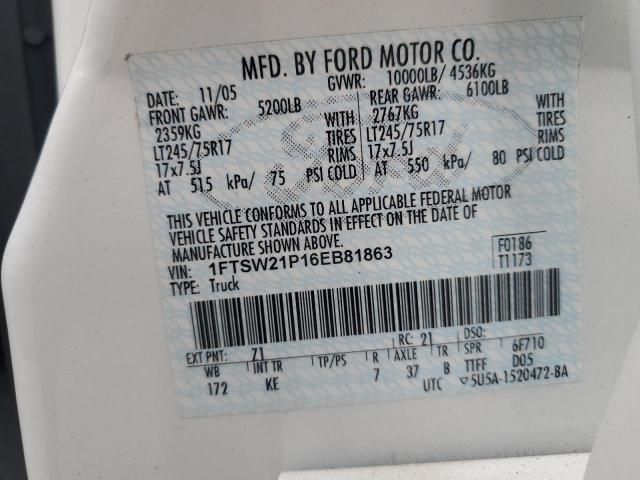 MFD. BY FORD MOTOR CO.
DATE: 11/05 GVWR: 10000LB/ 4536KG
FRONT GAWR: 5200LB REAR GAWR: 6100LB
2359KG WITH 2767KG WITH
LT245/75R17 TIRES LT245/75R17 TIRES
17x7.5J RIMS 17x7.5J RIMS
AT 515 kPa/ 75 PSI COLD AT 550 kPa/ 80 PSI COLD
THIS VEHICLE CONFORMS TO ALL APPLICABLE FEDERAL MOTOR
VEHICLE SAFETY STANDARDS IN EFFECT ON THE DATE OF
MANUFACTURE SHOWN ABOVE.
VIN: 1FTSW21P16EB81863 F0186
TYPE: Truck T1173
EXT PNT: Z1 RC: 21 DSO:
WB INT TR TP/PS R AXLE TR SPR 6F710
172 KE 7 37 B TTFF D05
UTC ▽5U5A-1520472-BA